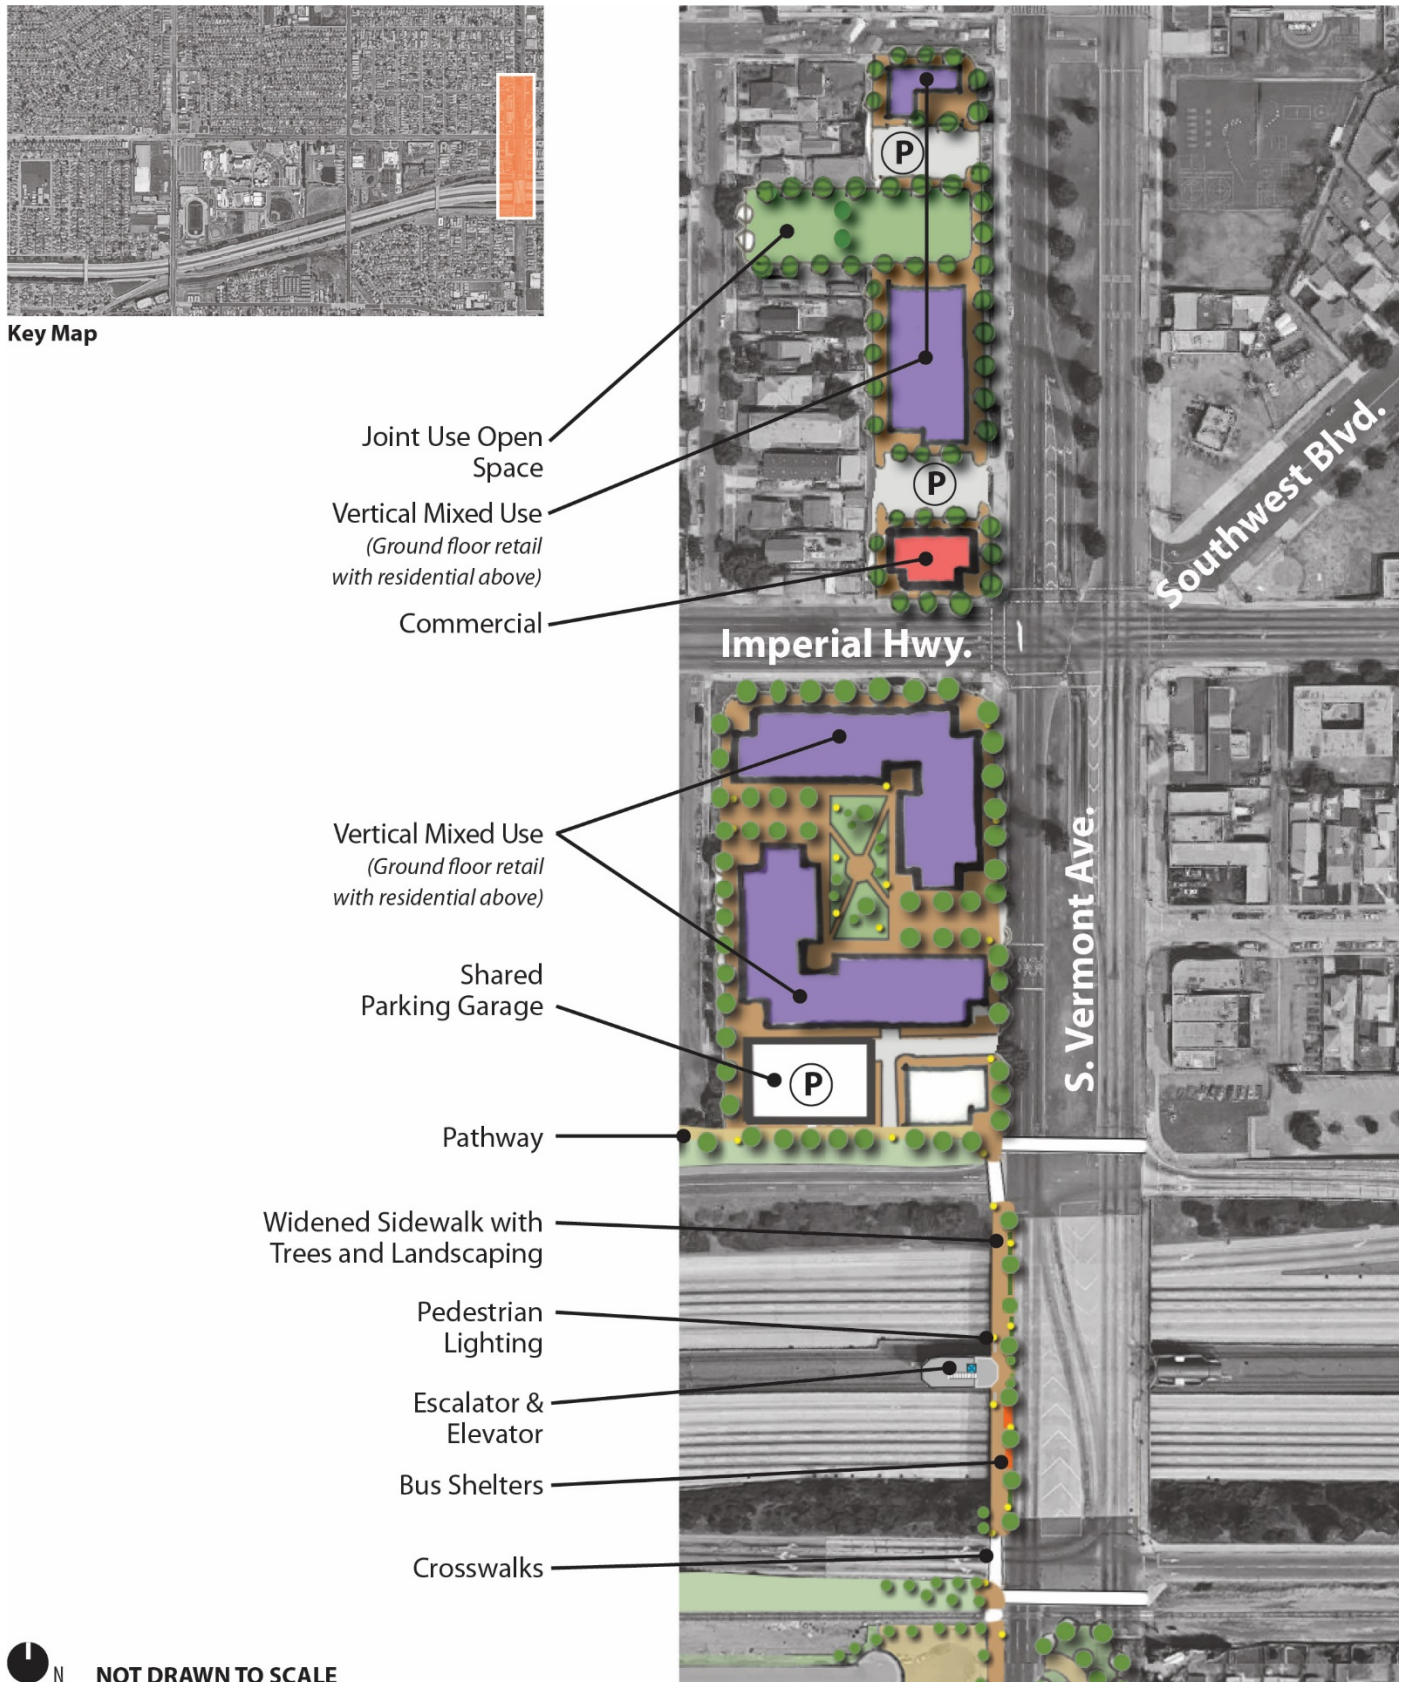 Key Map
Joint Use Open
Space
Vertical Mixed Use
(Ground floor retail
with residential above)
Commercial
P
P
Southwest Blvd.
Imperial Hwy.
Vertical Mixed Use
(Ground floor retail
with residential above)
S. Vermont Ave.
Shared
Parking Garage
P
Pathway
Widened Sidewalk with
Trees and Landscaping
Pedestrian
Lighting
Escalator &
Elevator
Bus Shelters
Crosswalks
N
NOT DRAWN TO SCALE